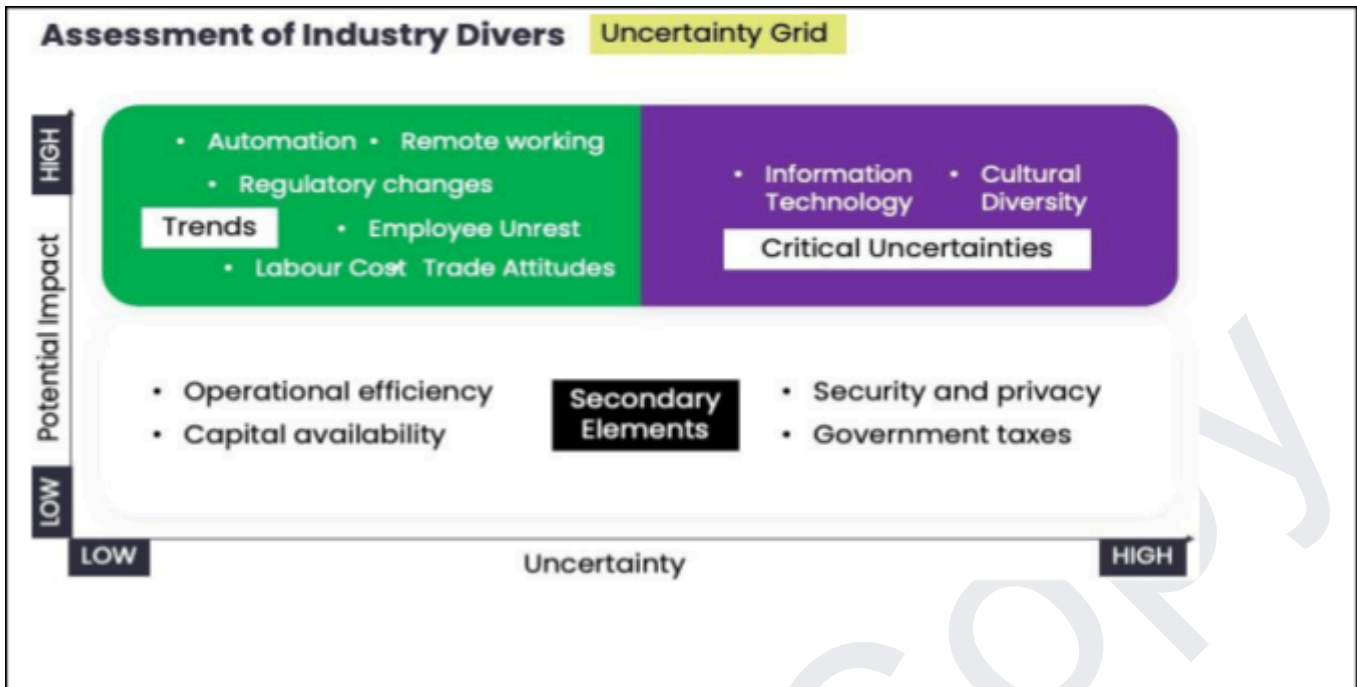 Assessment of Industry Divers Uncertainty Grid
HIGH
• Automation • Remote working
• Regulatory changes
Trends • Employee Unrest
• Labour Cost Trade Attitudes
• Information Technology
• Cultural Diversity
Critical Uncertainties
Potential Impact
• Operational efficiency
• Capital availability
Secondary
Elements
• Security and privacy
• Government taxes
LOW
LOW Uncertainty HIGH
Copy